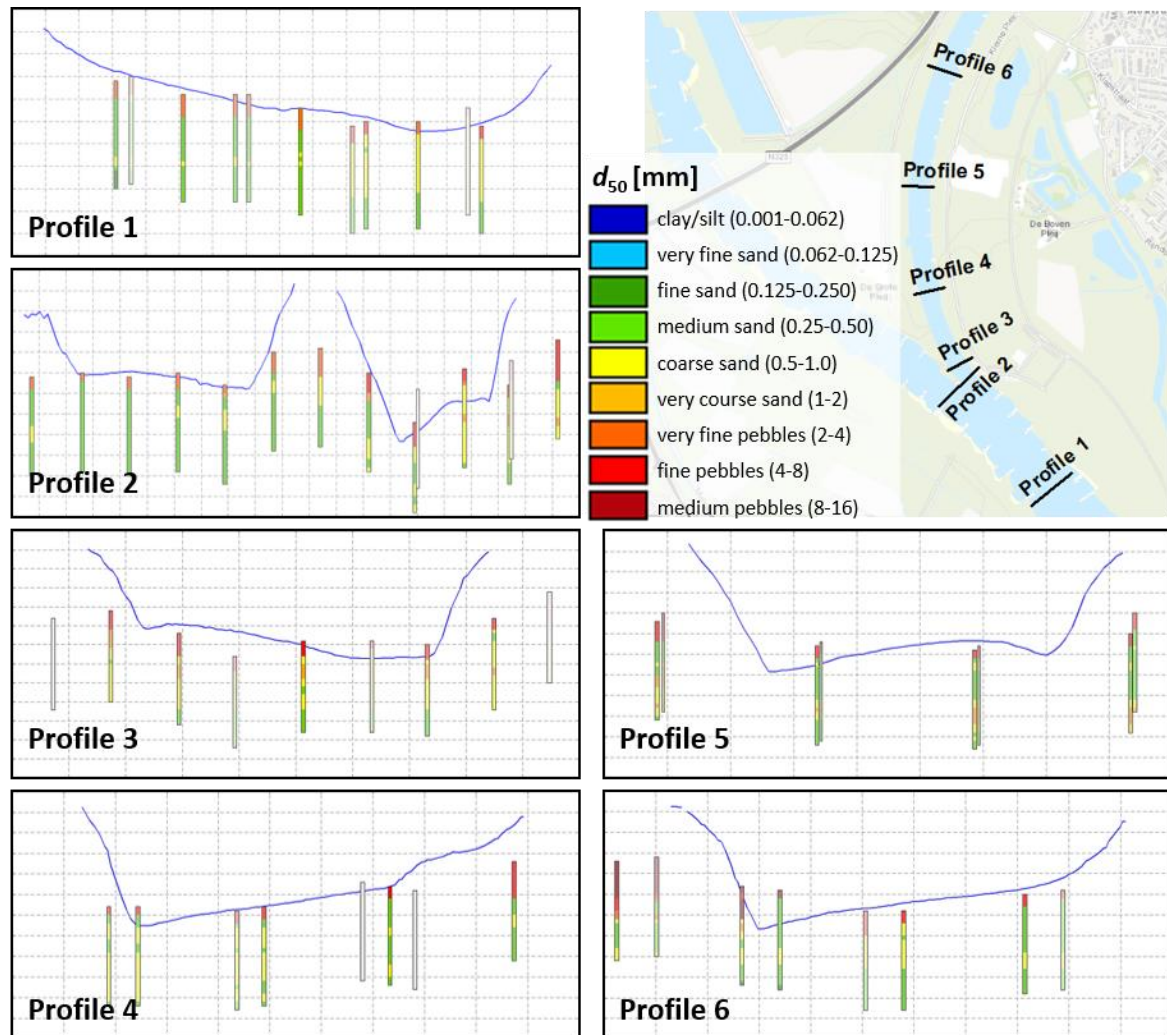 Profile 1
Profile 2
Profile 3
Profile 4
Profile 5
Profile 6
Profile 6
Profile 5
Profile 4
Profile 3
Profile 2
Profile 1
N325
De Boven
Pleij
d50 [mm]
clay/silt (0.001-0.062)
very fine sand (0.062-0.125)
fine sand (0.125-0.250)
medium sand (0.25-0.50)
coarse sand (0.5-1.0)
very course sand (1-2)
very fine pebbles (2-4)
fine pebbles (4-8)
medium pebbles (8-16)